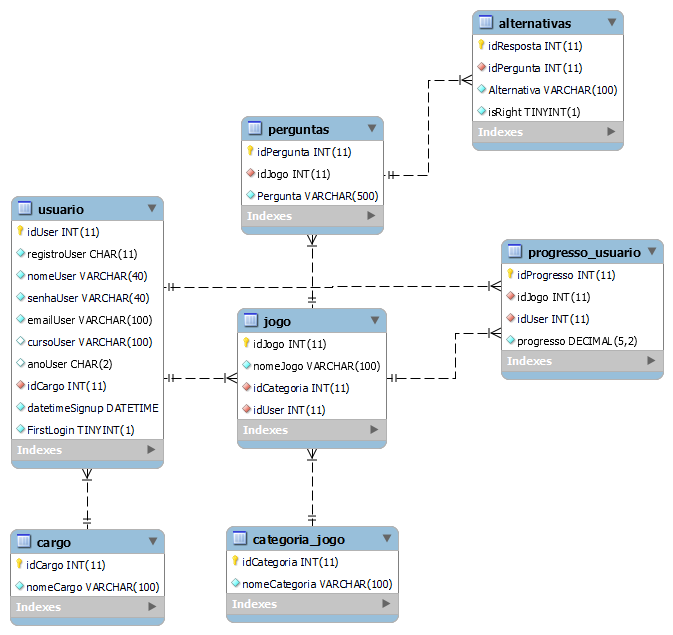 alternativas
idResposta INT(11)
idPergunta INT(11)
Alternativa VARCHAR(100)
isRight TINYINT(1)
Indexes
perguntas
idPergunta INT(11)
idJogo INT(11)
Pergunta VARCHAR(500)
Indexes
usuario
idUser INT(11)
registroUser CHAR(11)
nomeUser VARCHAR(40)
senhaUser VARCHAR(40)
emailUser VARCHAR(100)
cursoUser VARCHAR(100)
anoUser CHAR(2)
idCargo INT(11)
datetimeSignup DATETIME
FirstLogin TINYINT(1)
Indexes
progresso_usuario
idProgresso INT(11)
idJogo INT(11)
idUser INT(11)
progresso DECIMAL(5,2)
Indexes
jogo
idJogo INT(11)
nomeJogo VARCHAR(100)
idCategoria INT(11)
idUser INT(11)
Indexes
cargo
idCargo INT(11)
nomeCargo VARCHAR(100)
Indexes
categoria_jogo
idCategoria INT(11)
nomeCategoria VARCHAR(100)
Indexes